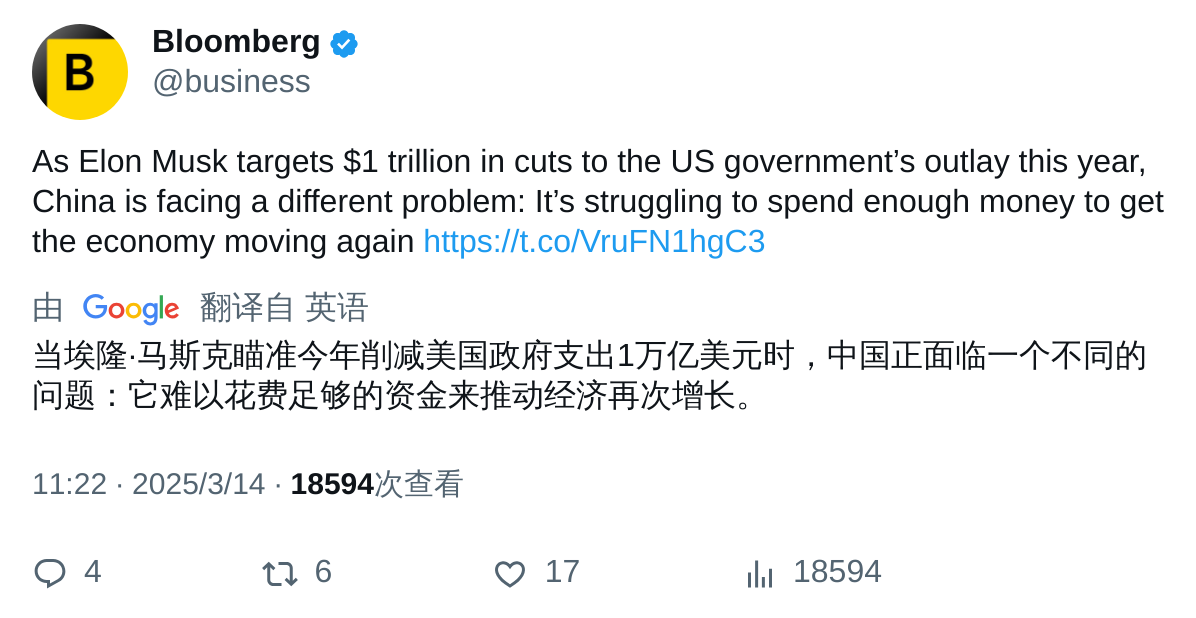 B
Bloomberg
@business
As Elon Musk targets $1 trillion in cuts to the US government’s outlay this year,
China is facing a different problem: It’s struggling to spend enough money to get
the economy moving again https://t.co/VruFN1hgC3
由 Google 翻译自 英语
当埃隆·马斯克瞄准今年削减美国政府支出1万亿美元时，中国正面临一个不同的
问题：它难以花费足够的资金来推动经济再次增长。
11:22 · 2025/3/14 · 18594次查看
4 6 17 18594